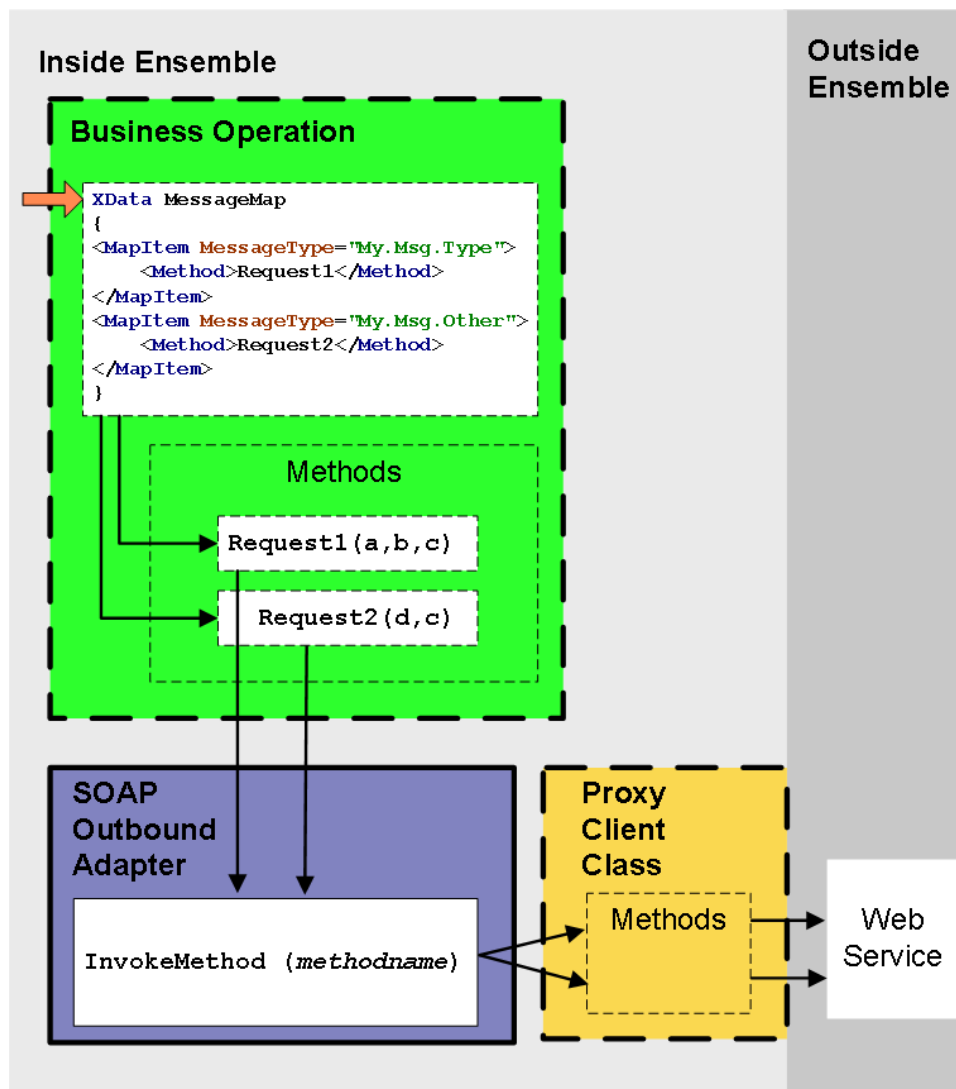 Inside Ensemble
Outside
Ensemble
Business Operation
XData MessageMap
{
<MapItem MessageType="My.Msg.Type">
    <Method>Request1</Method>
</MapItem>
<MapItem MessageType="My.Msg.Other">
    <Method>Request2</Method>
</MapItem>
}
Methods
Request1(a,b,c)
Request2(d,c)
SOAP
Outbound
Adapter
InvokeMethod (methodname)
Proxy
Client
Class
Methods
Web
Service